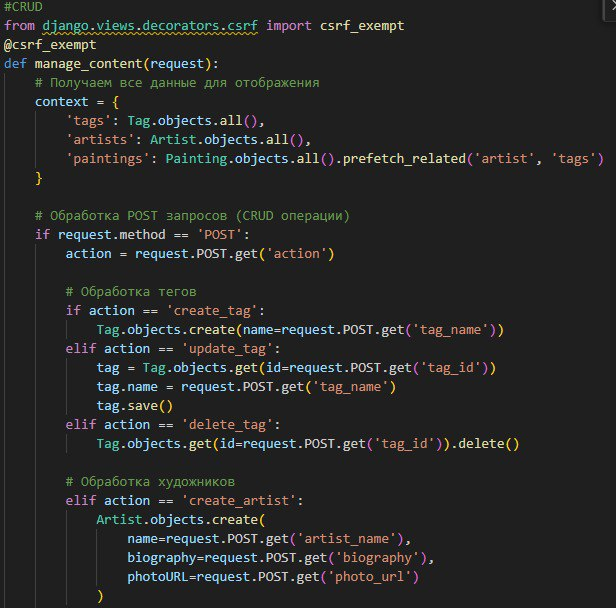 #CRUD
from django.views.decorators.csrf import csrf_exempt
@csrf_exempt
def manage_content(request):
    # Получаем все данные для отображения
    context = {
        'tags': Tag.objects.all(),
        'artists': Artist.objects.all(),
        'paintings': Painting.objects.all().prefetch_related('artist', 'tags')
    }

    # Обработка POST запросов (CRUD операции)
    if request.method == 'POST':
        action = request.POST.get('action')

        # Обработка тегов
        if action == 'create_tag':
            Tag.objects.create(name=request.POST.get('tag_name'))
        elif action == 'update_tag':
            tag = Tag.objects.get(id=request.POST.get('tag_id'))
            tag.name = request.POST.get('tag_name')
            tag.save()
        elif action == 'delete_tag':
            Tag.objects.get(id=request.POST.get('tag_id')).delete()

        # Обработка художников
        elif action == 'create_artist':
            Artist.objects.create(
                name=request.POST.get('artist_name'),
                biography=request.POST.get('biography'),
                photoURL=request.POST.get('photo_url')
            )